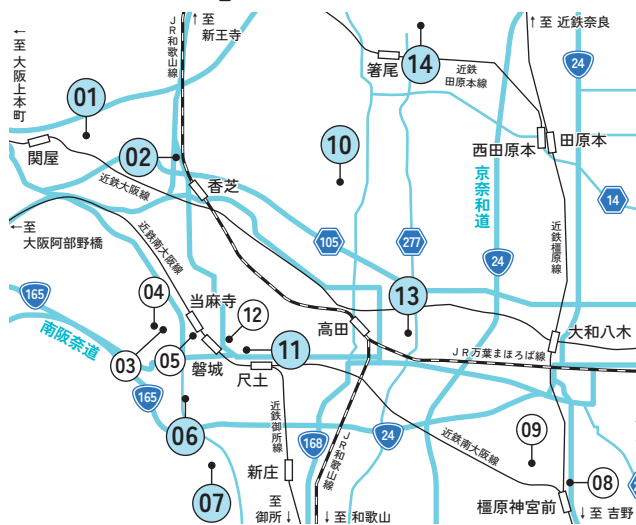 ←至
大阪上本町
JR和歌山線
↑至
新王寺
箸尾
14
近鉄
田原本線
↑至 近鉄奈良
24
01
関屋
02
香芝
近鉄大阪線
10
西田原本
田原本
京奈和道
14
←至
大阪阿部野橋
近鉄南大阪線
105
277
24
近鉄橿原線
165
04
当麻寺
12
13
高田
大和八木
南阪奈道
03
05
磐城
11
尺土
JR万葉まほろば線
165
06
近鉄御所線
168
JR和歌山線
24
近鉄南大阪線
09
07
新庄
08
橿原神宮前
至
御所↓
↓至 和歌山
↓至 吉野